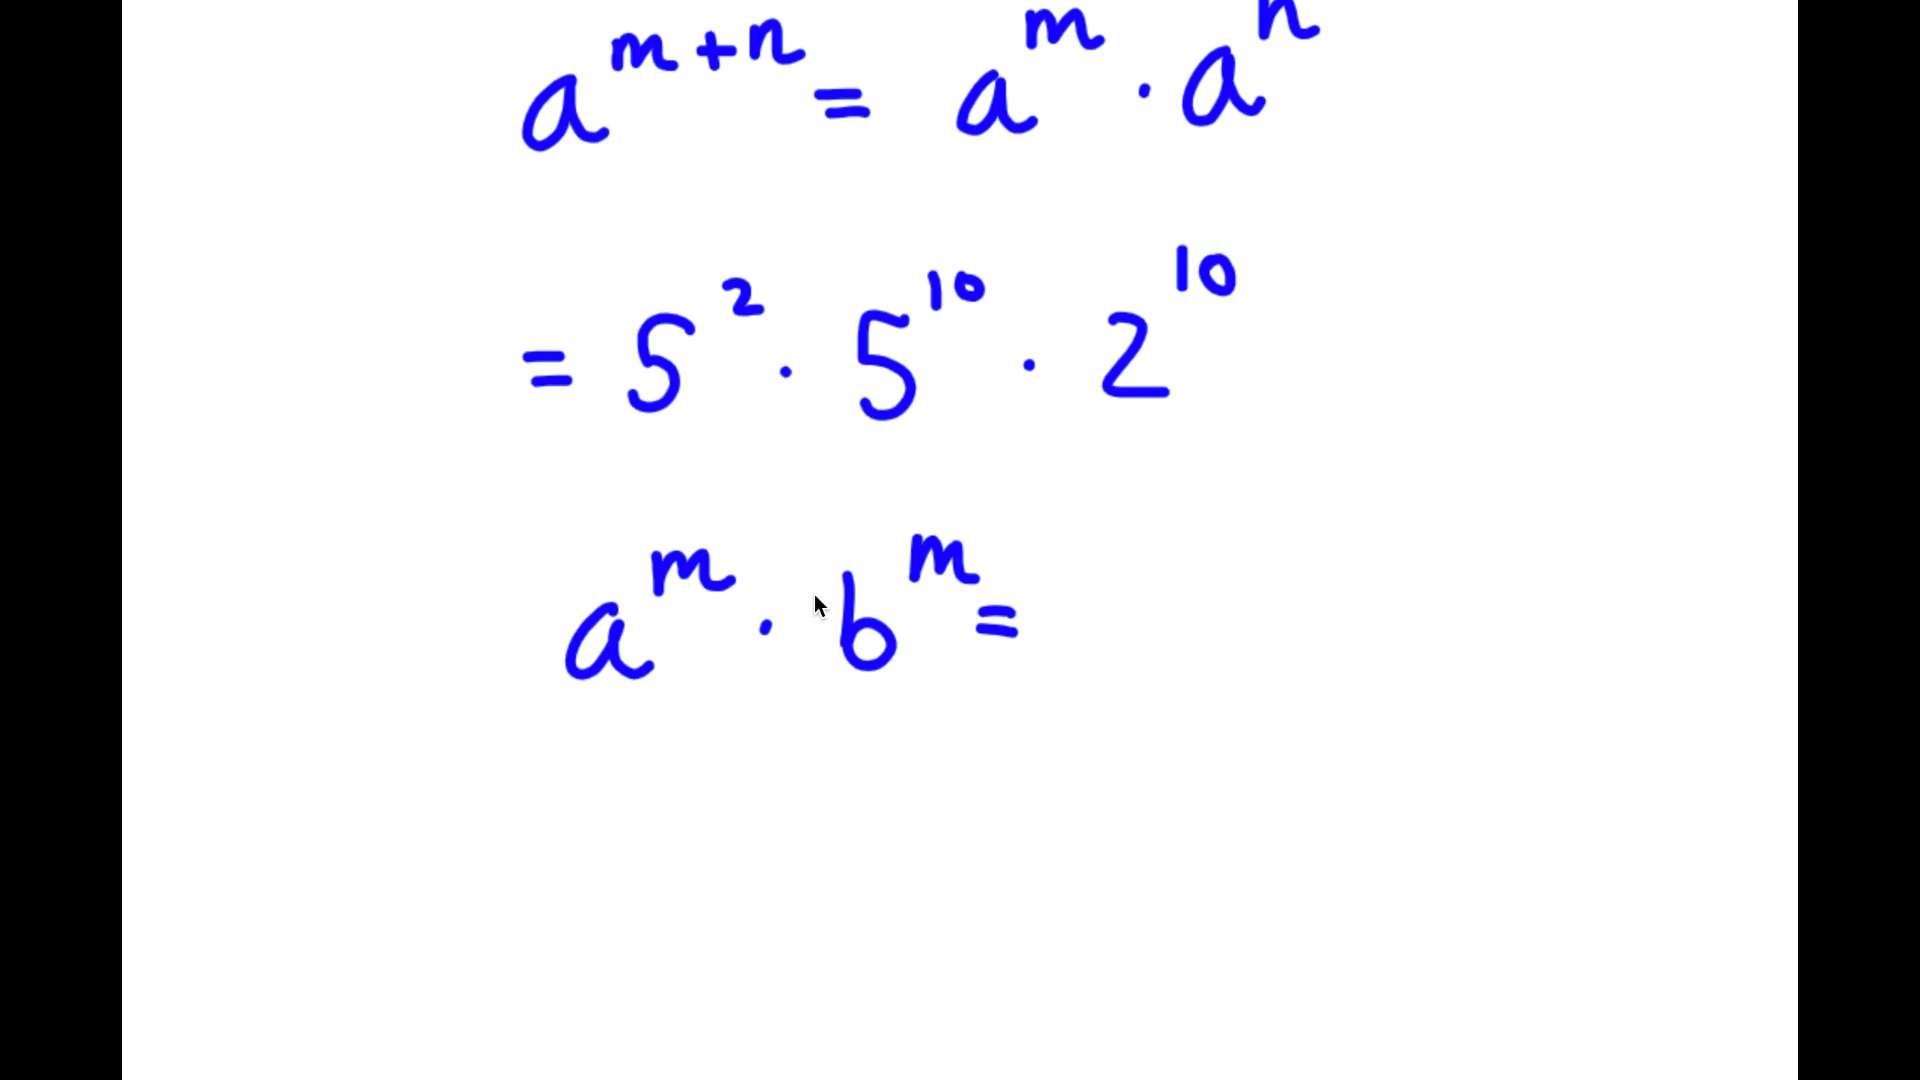 a^{m+n} = a^m · a^n
= 5^2 · 5^{10} · 2^{10}
a^m · b^m =